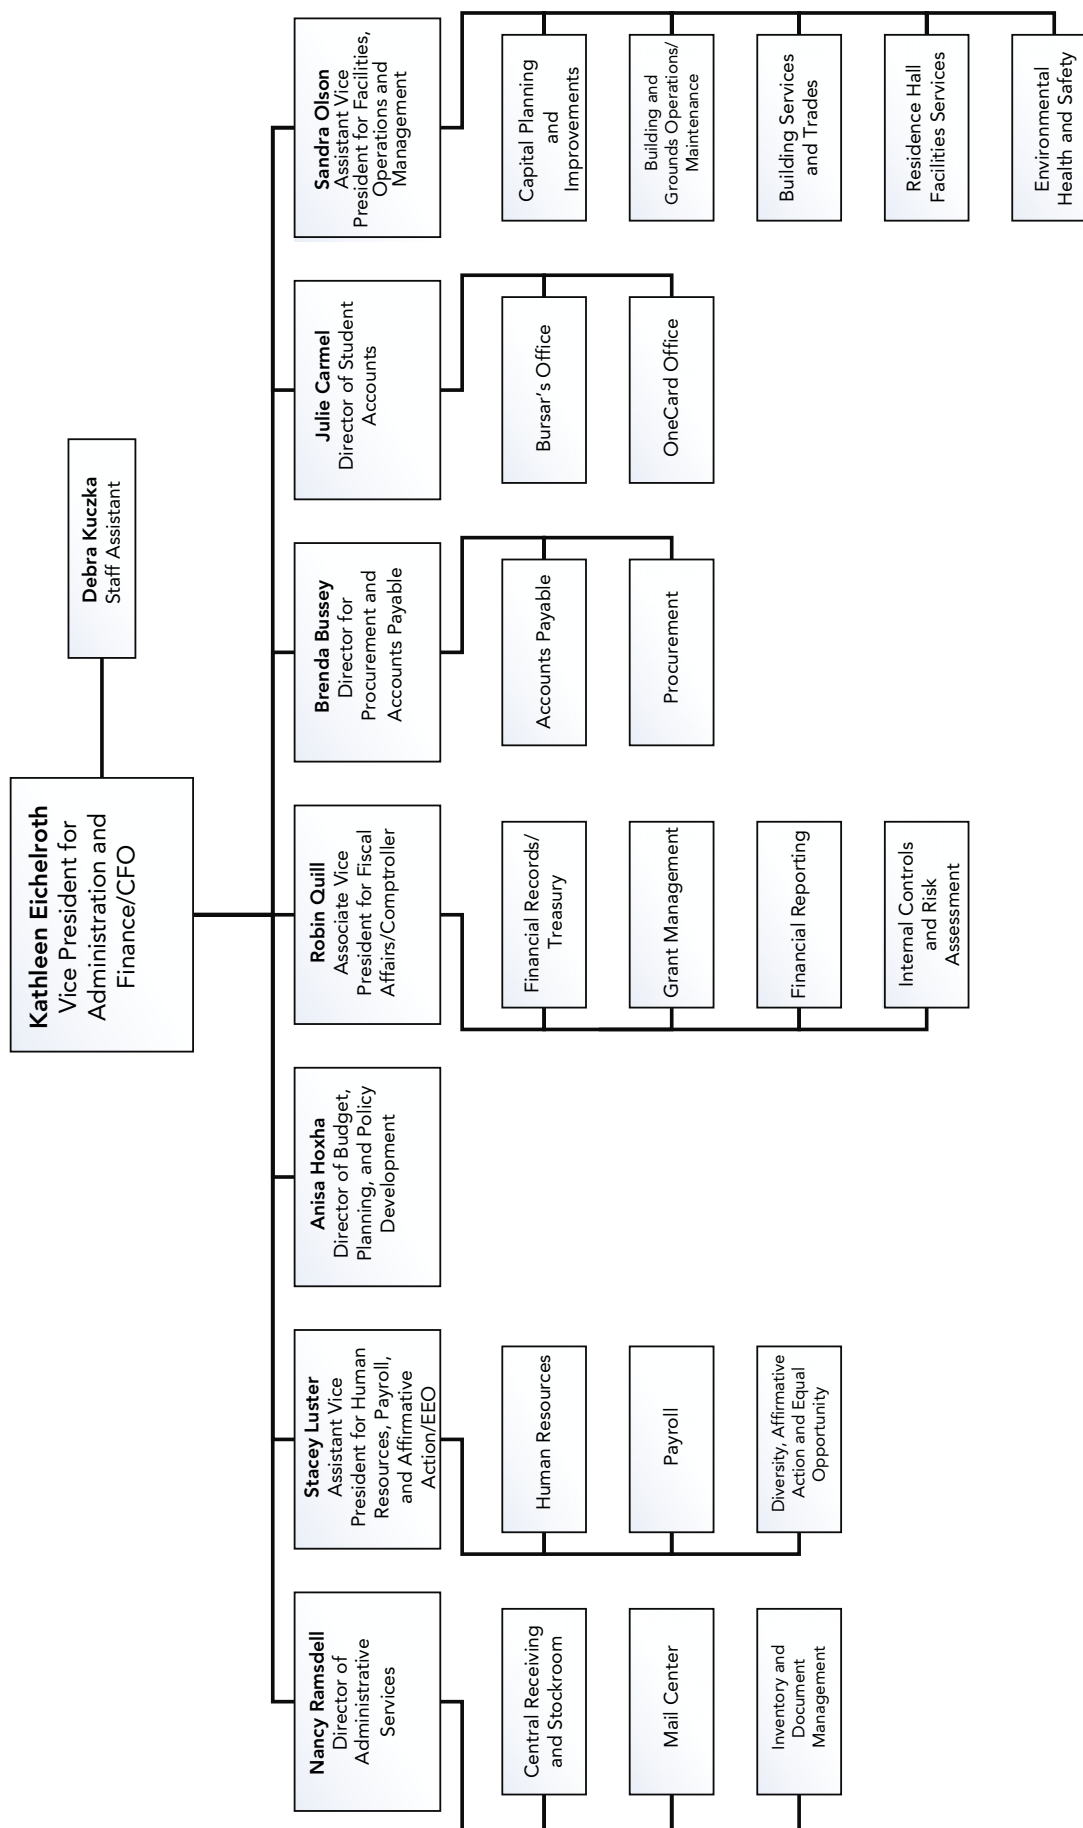 Kathleen Eichelroth
Vice President for
Administration and
Finance/CFO
Debra Kuczka
Staff Assistant
Nancy Ramsdell
Director of
Administrative
Services
Central Receiving
and Stockroom
Mail Center
Inventory and
Document
Management
Stacey Luster
Assistant Vice
President for Human
Resources, Payroll,
and Affirmative
Action/EEO
Human Resources
Payroll
Diversity, Affirmative
Action and Equal
Opportunity
Anisa Hoxha
Director of Budget,
Planning, and Policy
Development
Robin Quill
Associate Vice
President for Fiscal
Affairs/Comptroller
Financial Records/
Treasury
Grant Management
Financial Reporting
Internal Controls
and Risk
Assessment
Brenda Bussey
Director for
Procurement and
Accounts Payable
Accounts Payable
Procurement
Julie Carmel
Director of Student
Accounts
Bursar’s Office
OneCard Office
Sandra Olson
Assistant Vice
President for Facilities,
Operations and
Management
Capital Planning
and
Improvements
Building and
Grounds Operations/
Maintenance
Building Services
and Trades
Residence Hall
Facilities Services
Environmental
Health and Safety